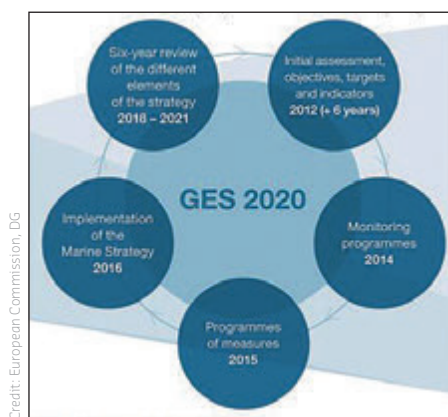 Six-year review
of the different
elements
of the strategy
2018 – 2021
Initial assessment,
objectives, targets
and indicators
2012 (+ 6 years)
GES 2020
Implementation
of the
Marine Strategy
2016
Monitoring
programmes
2014
Programmes
of measures
2015
Credit: European Commission, DG